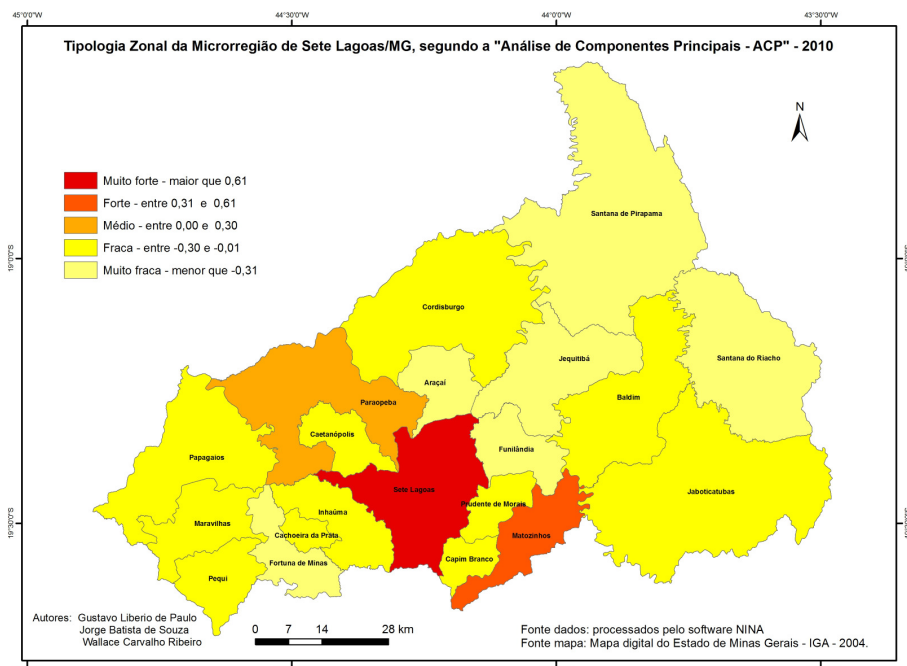 45°0'0"W 44°30'0"W 44°0'0"W 43°30'0"W
Tipologia Zonal da Microrregião de Sete Lagoas/MG, segundo a "Análise de Componentes Principais - ACP" - 2010
N
Muito forte - maior que 0,61
Forte - entre 0,31 e 0,61
Médio - entre 0,00 e 0,30
Fraca - entre -0,30 e -0,01
Muito fraca - menor que -0,31
Santana de Pirapama
19°0'0"S
Cordisburgo
Jequitibá
Santana do Riacho
Araçaí
Baldim
Paraopeba
Caetanópolis
Funilândia
Papagaios
Sete Lagoas
Jaboticatubas
Prudente de Morais
Inhaúma
Maravilhas
19°30'0"S
Cachoeira da Prata
Matozinhos
Capim Branco
Fortuna de Minas
Pequi
Autores: Gustavo Liberio de Paulo
Jorge Batista de Souza
Wallace Carvalho Ribeiro
0 7 14 28 km
Fonte dados: processados pelo software NINA
Fonte mapa: Mapa digital do Estado de Minas Gerais - IGA - 2004.